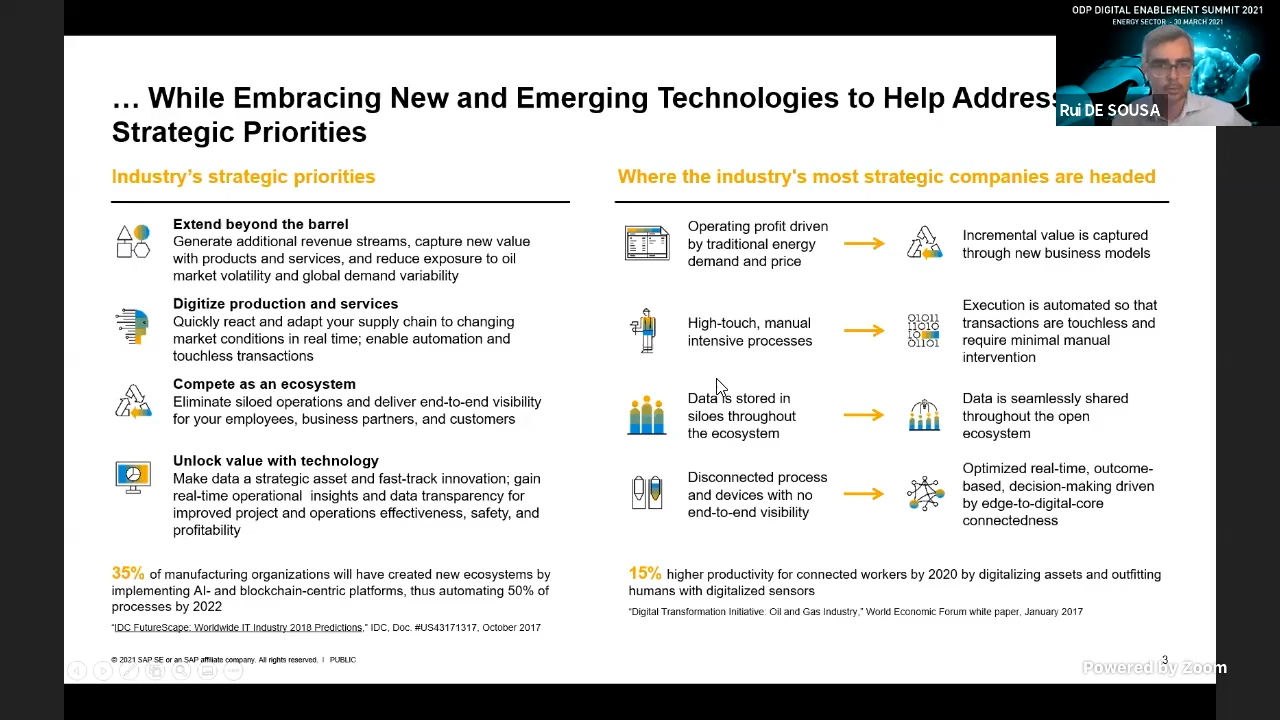 ODP DIGITAL ENABLEMENT SUMMIT 2021
ENERGY SECTOR - 30 MARCH 2021
Rui DE SOUSA
… While Embracing New and Emerging Technologies to Help Address
Strategic Priorities
Industry’s strategic priorities
Extend beyond the barrel
Generate additional revenue streams, capture new value
with products and services, and reduce exposure to oil
market volatility and global demand variability
Digitize production and services
Quickly react and adapt your supply chain to changing
market conditions in real time; enable automation and
touchless transactions
Compete as an ecosystem
Eliminate siloed operations and deliver end-to-end visibility
for your employees, business partners, and customers
Unlock value with technology
Make data a strategic asset and fast-track innovation; gain
real-time operational insights and data transparency for
improved project and operations effectiveness, safety, and
profitability
35% of manufacturing organizations will have created new ecosystems by
implementing AI- and blockchain-centric platforms, thus automating 50% of
processes by 2022
“IDC FutureScape: Worldwide IT Industry 2018 Predictions,” IDC, Doc. #US43171317, October 2017
Where the industry's most strategic companies are headed
Operating profit driven
by traditional energy
demand and price
Incremental value is captured
through new business models
High-touch, manual
intensive processes
01011
11010
10
01101
Execution is automated so that
transactions are touchless and
require minimal manual
intervention
Data is stored in
siloes throughout
the ecosystem
Data is seamlessly shared
throughout the open
ecosystem
Disconnected process
and devices with no
end-to-end visibility
Optimized real-time, outcome-
based, decision-making driven
by edge-to-digital-core
connectedness
15% higher productivity for connected workers by 2020 by digitalizing assets and outfitting
humans with digitalized sensors
“Digital Transformation Initiative: Oil and Gas Industry,” World Economic Forum white paper, January 2017
© 2021 SAP SE or an SAP affiliate company. All rights reserved. I PUBLIC
3
Powered by Zoom